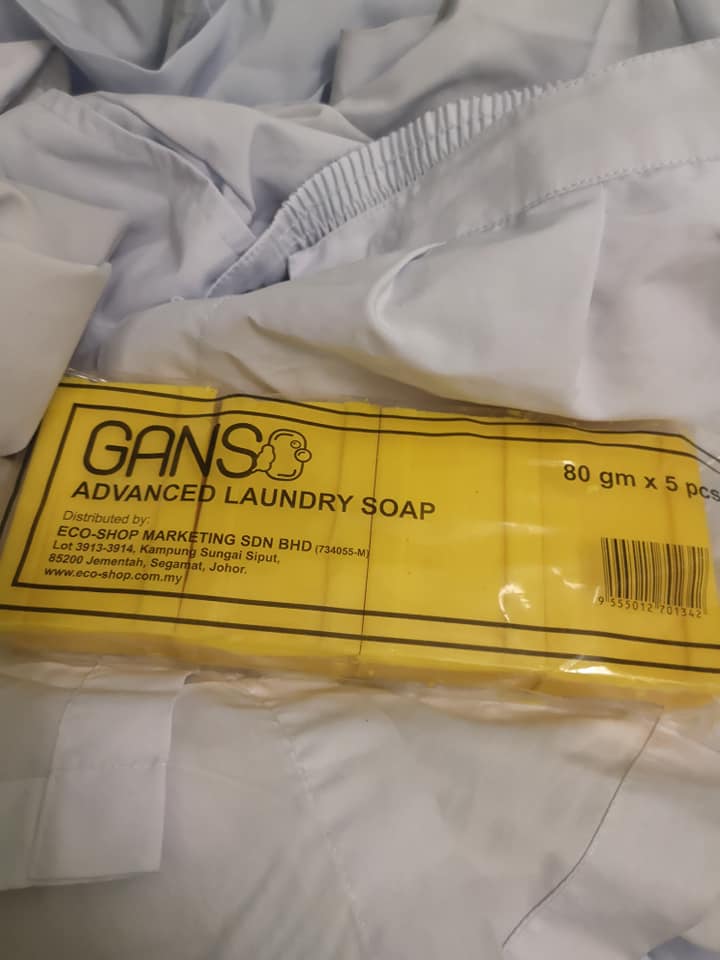 GANSO
ADVANCED LAUNDRY SOAP
Distributed by:
ECO-SHOP MARKETING SDN BHD (734055-M)
Lot 3913-3914, Kampung Sungai Siput,
85200 Jementah, Segamat, Johor.
www.eco-shop.com.my
80 gm x 5 pcs
9 555012 701342